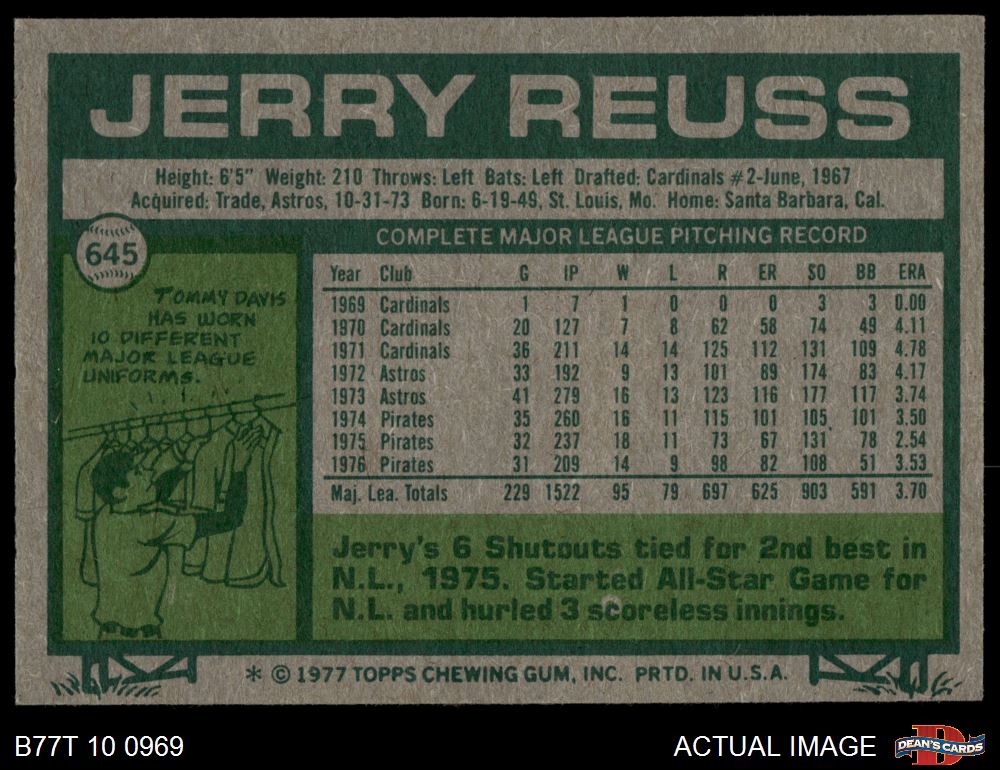 JERRY REUSS
Height: 6'5" Weight: 210 Throws: Left Bats: Left Drafted: Cardinals #2-June, 1967
Acquired: Trade, Astros, 10-31-73 Born: 6-19-49, St. Louis, Mo. Home: Santa Barbara, Cal.
645
TOMMY DAVIS
HAS WORN
10 DIFFERENT
MAJOR LEAGUE
UNIFORMS.
COMPLETE MAJOR LEAGUE PITCHING RECORD
Year Club G IP W L R ER SO BB ERA
1969 Cardinals 1 7 1 0 0 0 3 3 0.00
1970 Cardinals 20 127 7 8 62 58 74 49 4.11
1971 Cardinals 36 211 14 14 125 112 131 109 4.78
1972 Astros 33 192 9 13 101 89 174 83 4.17
1973 Astros 41 279 16 13 123 116 177 117 3.74
1974 Pirates 35 260 16 11 115 101 105 101 3.50
1975 Pirates 32 237 18 11 73 67 131 78 2.54
1976 Pirates 31 209 14 9 98 82 108 51 3.53
Maj. Lea. Totals 229 1522 95 79 697 625 903 591 3.70
Jerry's 6 Shutouts tied for 2nd best in
N.L., 1975. Started All-Star Game for
N.L. and hurled 3 scoreless innings.
* © 1977 TOPPS CHEWING GUM, INC. PRTD. IN U.S.A.
B77T 10 0969
ACTUAL IMAGE
D
DEAN'S CARDS